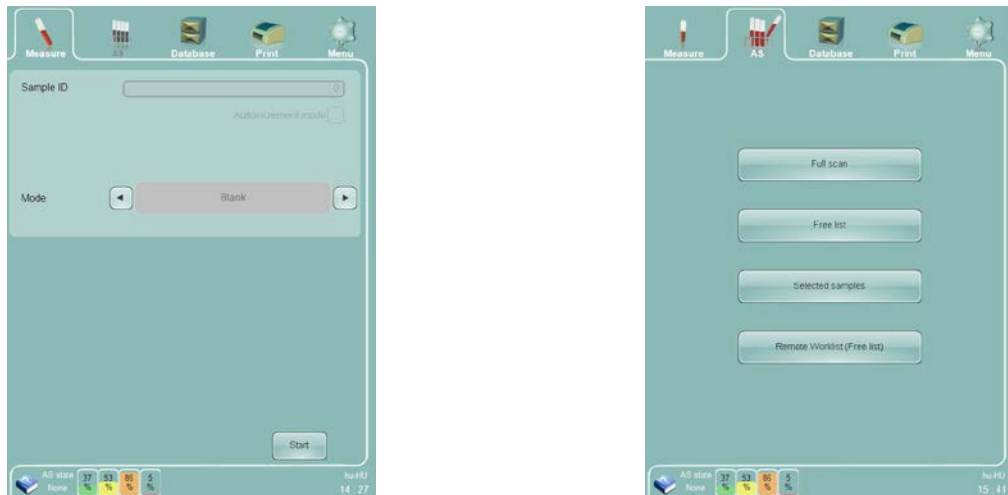 Measure
AS
Database
Print
Menu
Sample ID
0
Autoincrement mode
Mode
Blank
Start
AS state
None
37 %
53 %
86 %
5 %
hu-HU
14 : 27
Measure
AS
Database
Print
Menu
Full scan
Free list
Selected samples
Remote Worklist (Free list)
AS state
None
37 %
53 %
86 %
5 %
hu-HU
15 : 41